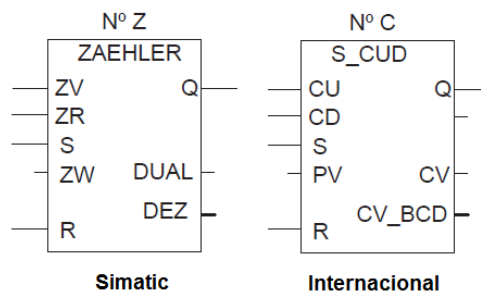 Nº Z
ZAEHLER
ZV Q
ZR
S
ZW DUAL
DEZ
R
Simatic
Nº C
S_CUD
CU Q
CD
S
PV CV
CV_BCD
R
Internacional